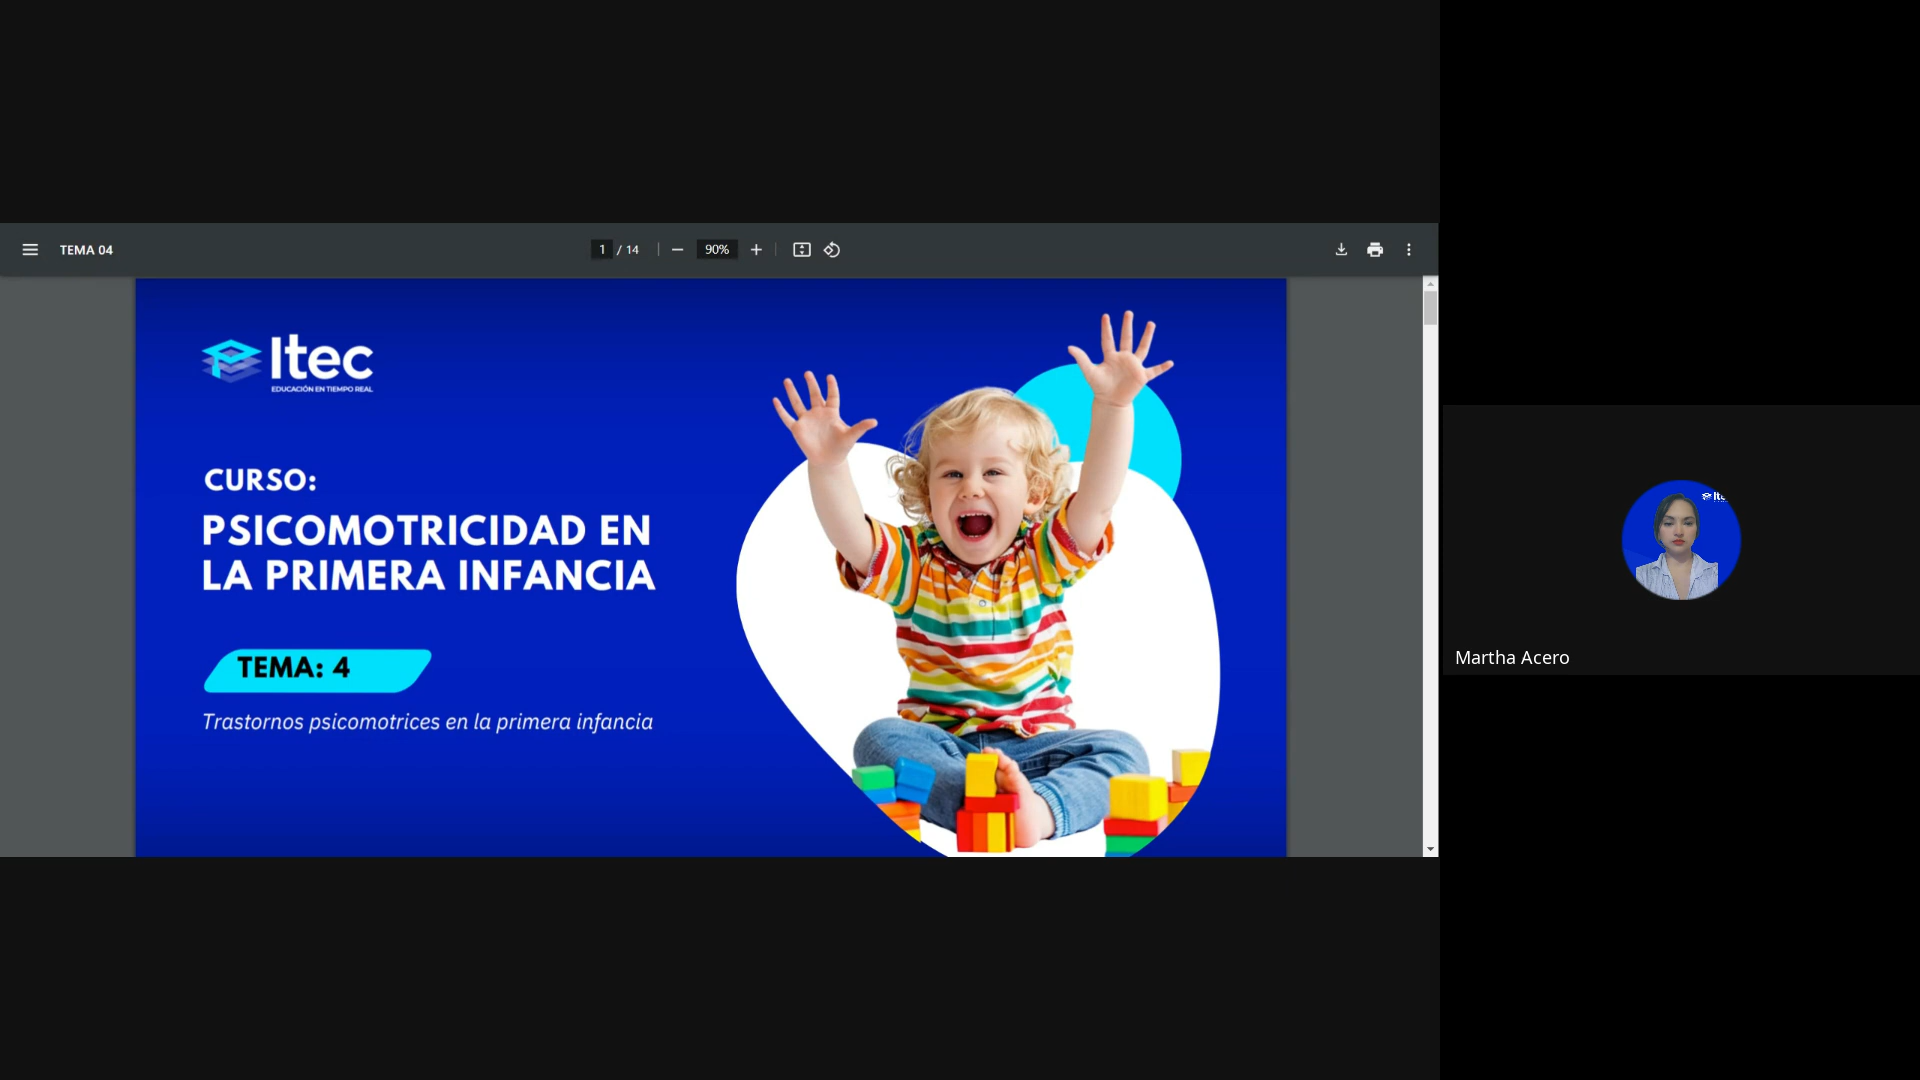 TEMA 04
1 / 14
90%
Itec
EDUCACIÓN EN TIEMPO REAL
CURSO:
PSICOMOTRICIDAD EN
LA PRIMERA INFANCIA
TEMA: 4
Trastornos psicomotrices en la primera infancia
Martha Acero